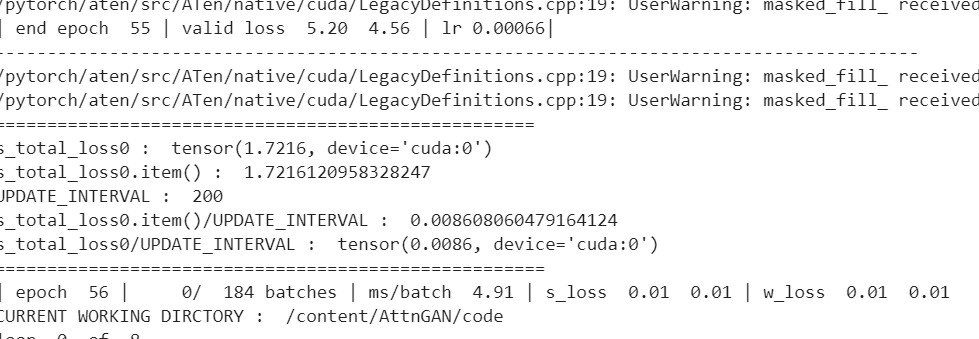 /pytorch/aten/src/ATen/native/cuda/LegacyDefinitions.cpp:19: UserWarning: masked_fill_ received
| end epoch  55 | valid loss  5.20  4.56 | lr 0.00066|
-----------------------------------------------------------------------------------------
/pytorch/aten/src/ATen/native/cuda/LegacyDefinitions.cpp:19: UserWarning: masked_fill_ received
/pytorch/aten/src/ATen/native/cuda/LegacyDefinitions.cpp:19: UserWarning: masked_fill_ received
=====================================================
s_total_loss0 :  tensor(1.7216, device='cuda:0')
s_total_loss0.item() :  1.7216120958328247
UPDATE_INTERVAL :  200
s_total_loss0.item()/UPDATE_INTERVAL :  0.008608060479164124
s_total_loss0/UPDATE_INTERVAL :  tensor(0.0086, device='cuda:0')
======================================================
| epoch  56 |     0/  184 batches | ms/batch  4.91 | s_loss  0.01  0.01 | w_loss  0.01  0.01
CURRENT WORKING DIRCTORY :  /content/AttnGAN/code
loop  0  of  8